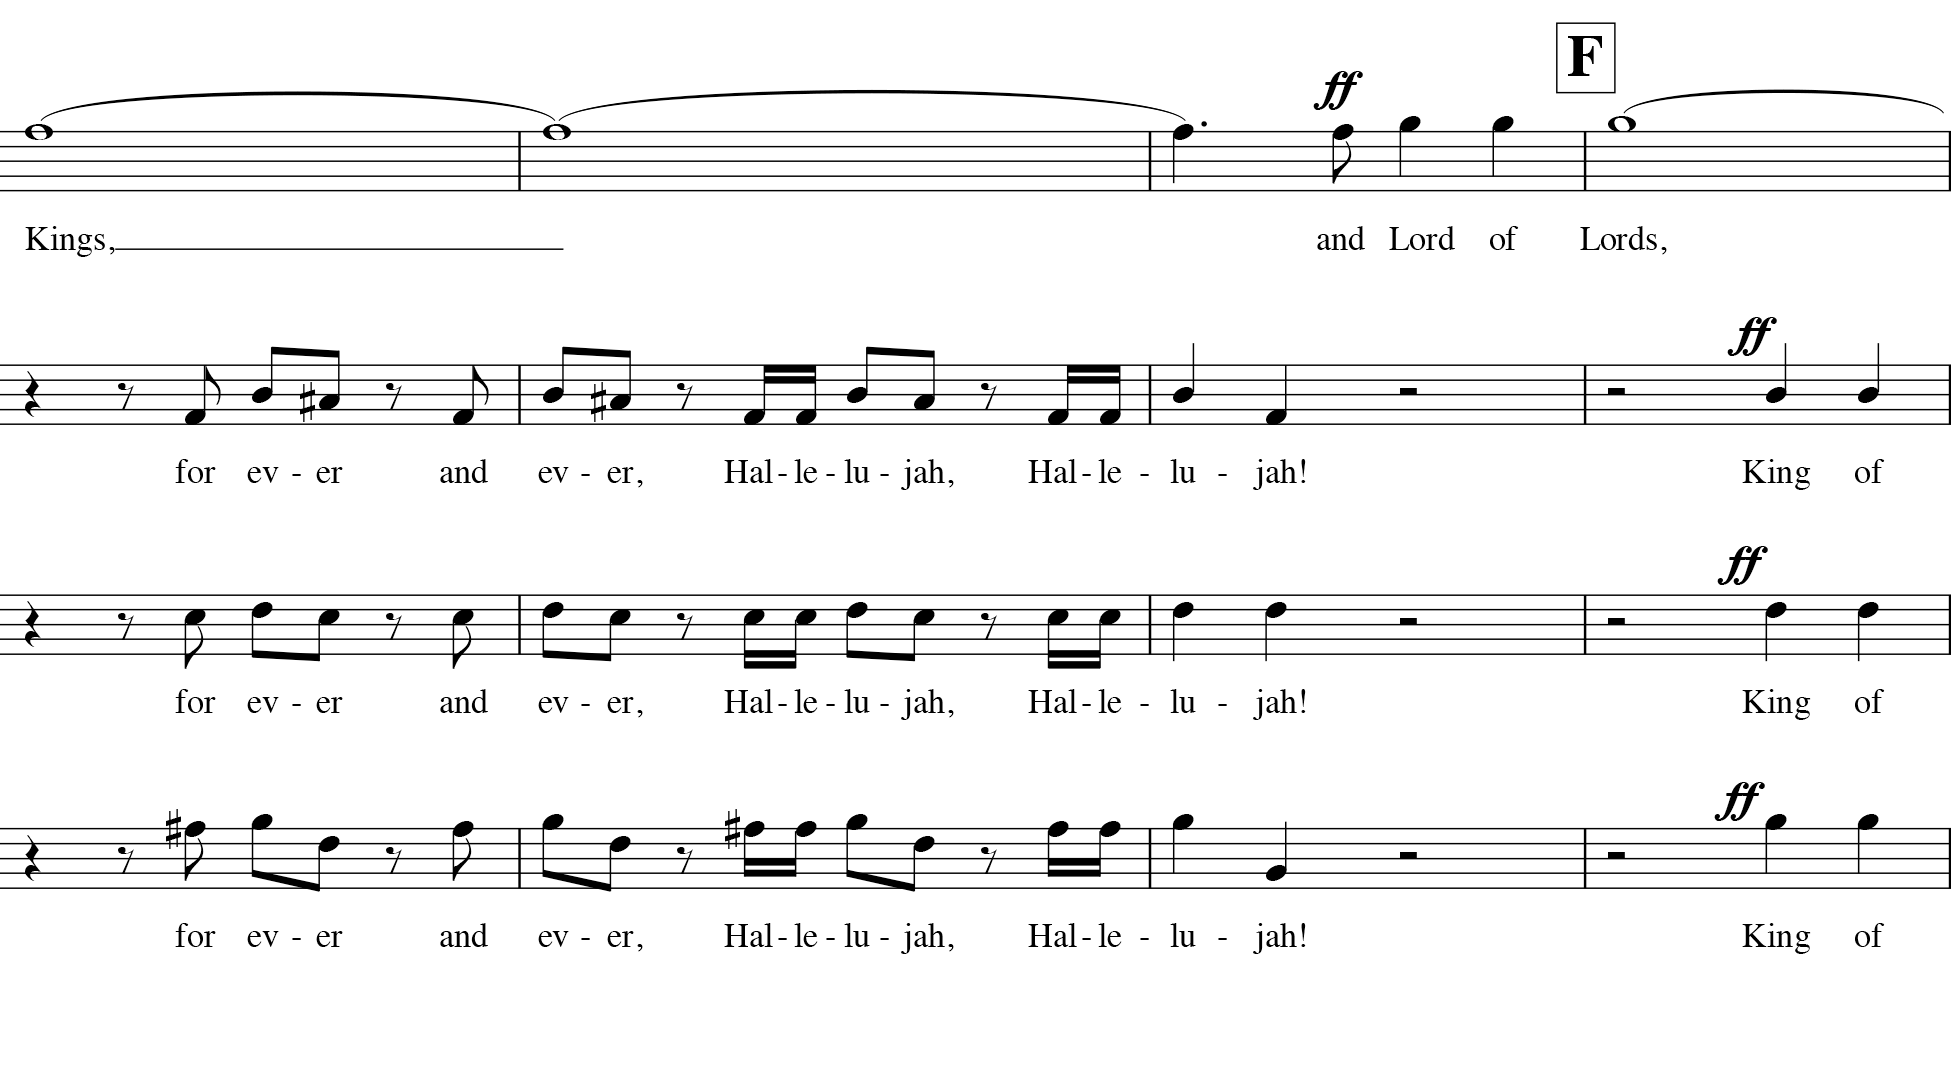 F
ff
Kings, and Lord of Lords,
ff
for ev - er and ev - er, Hal - le - lu - jah, Hal - le - lu - jah! King of
ff
for ev - er and ev - er, Hal - le - lu - jah, Hal - le - lu - jah! King of
ff
for ev - er and ev - er, Hal - le - lu - jah, Hal - le - lu - jah! King of